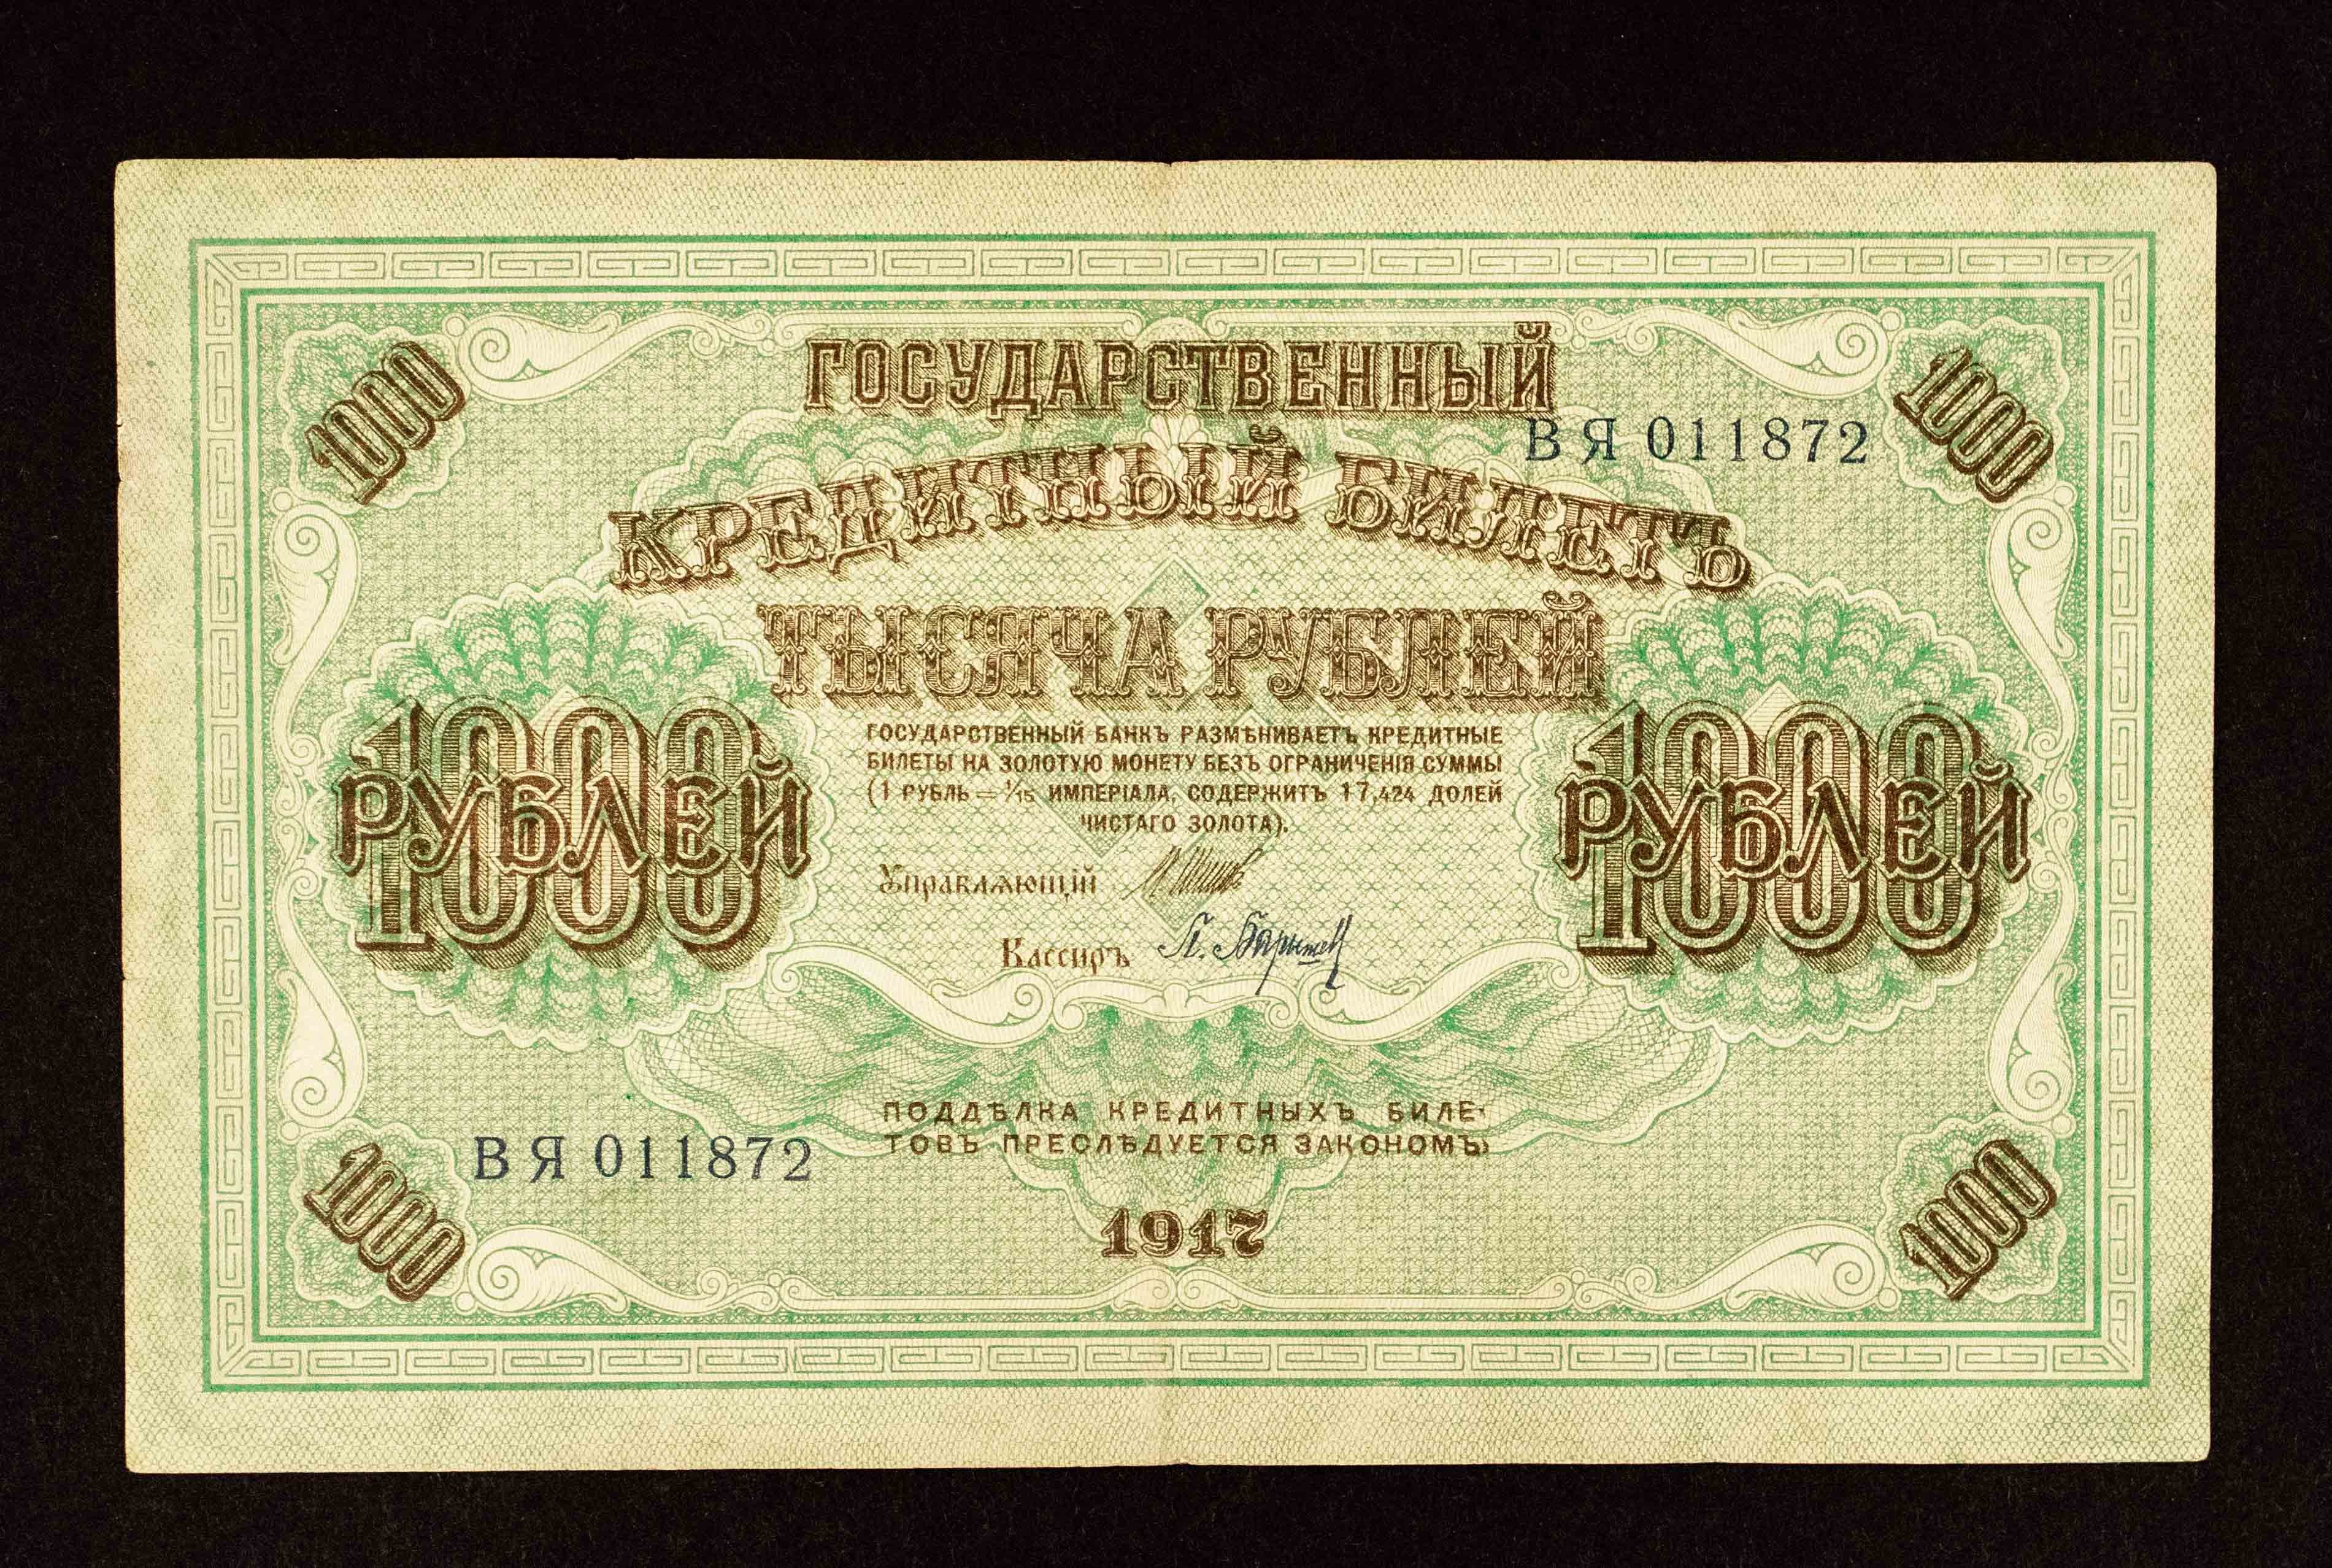 ГОСУДАРСТВЕННЫЙ
1000
1000
ВЯ 011872
КРЕДИТНЫЙ БИЛЕТЪ
ТЫСЯЧА РУБЛЕЙ
1000
РУБЛЕЙ
ГОСУДАРСТВЕННЫЙ БАНКЪ РАЗМѢНИВАЕТЪ КРЕДИТНЫЕ
БИЛЕТЫ НА ЗОЛОТУЮ МОНЕТУ БЕЗЪ ОГРАНИЧЕНІЯ СУММЫ
(1 РУБЛЬ = 1/15 ИМПЕРІАЛА, СОДЕРЖИТЪ 17,424 ДОЛЕЙ
ЧИСТАГО ЗОЛОТА).
1000
РУБЛЕЙ
Управляющій
Кассиръ
ПОДДѢЛКА КРЕДИТНЫХЪ БИЛЕ-
ТОВЪ ПРЕСЛѢДУЕТСЯ ЗАКОНОМЪ
ВЯ 011872
1000
1917
1000